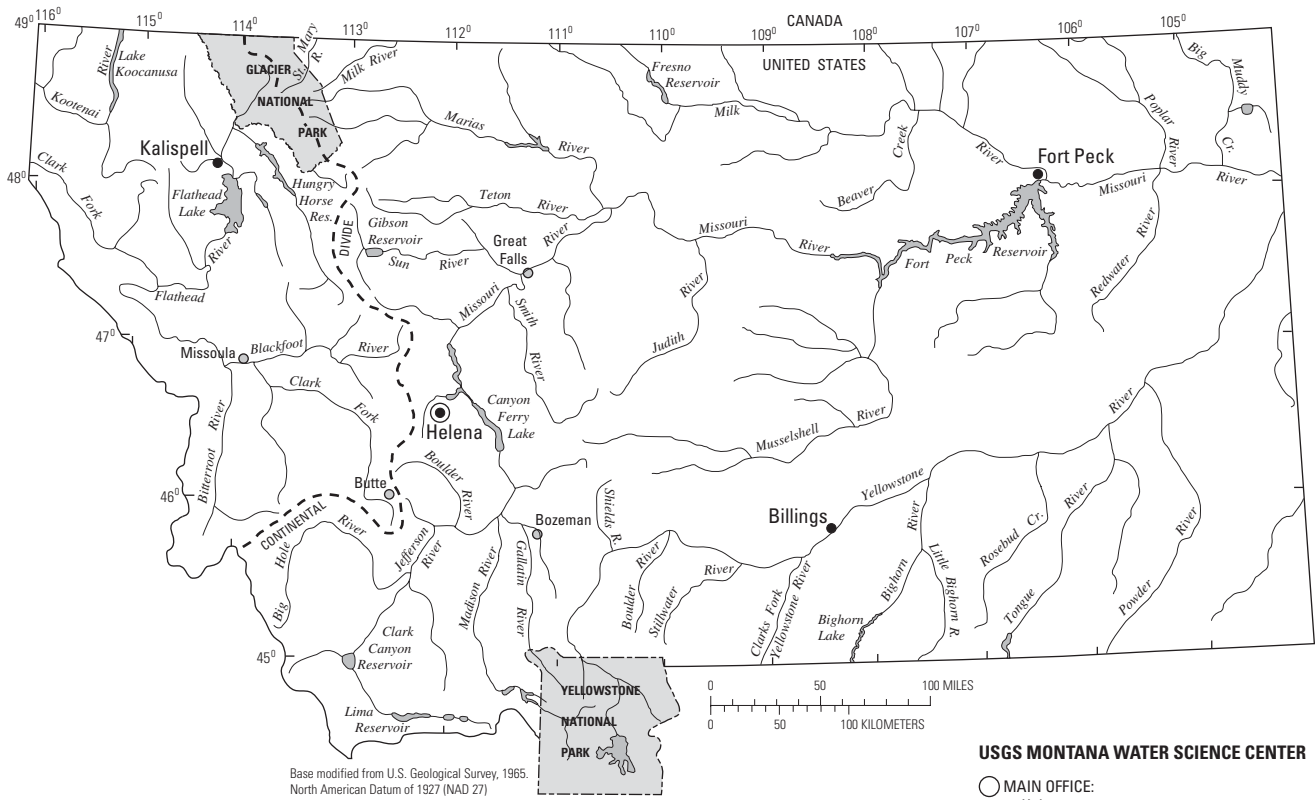 49° 116° 115° 114° 113° 112° 111° 110° 109° 108° 107° 106° 105°
CANADA
UNITED STATES
Lake
Koocanusa
River
Kootenai
GLACIER
NATIONAL
PARK
St. Mary R.
Milk River
Fresno
Reservoir
Milk
River
Big Muddy Cr.
Poplar River
Kalispell
Marias River
Beaver Creek
Fort Peck
Missouri River
48°
Clark Fork
Flathead
Lake
Hungry
Horse
Res.
Teton River
Gibson
Reservoir
Sun River
Great
Falls
River
Missouri
River
Fort Peck Reservoir
Redwater River
DIVIDE
River
Flathead
Missouri
Smith River
Judith River
47°
Missoula
Blackfoot River
Clark Fork
Canyon
Ferry
Lake
Helena
Musselshell River
Bitterroot River
Boulder River
Butte
46°
CONTINENTAL
Big Hole River
Jefferson River
Madison River
Gallatin River
Bozeman
Shields R.
Boulder River
Stillwater River
Billings
Yellowstone River
Clarks Fork
Yellowstone River
Bighorn River
Little Bighorn R.
Rosebud Cr.
Tongue River
Powder River
Bighorn
Lake
45°
Clark
Canyon
Reservoir
Lima
Reservoir
YELLOWSTONE
NATIONAL
PARK
0 50 100 MILES
0 50 100 KILOMETERS
Base modified from U.S. Geological Survey, 1965.
North American Datum of 1927 (NAD 27)
USGS MONTANA WATER SCIENCE CENTER
MAIN OFFICE: